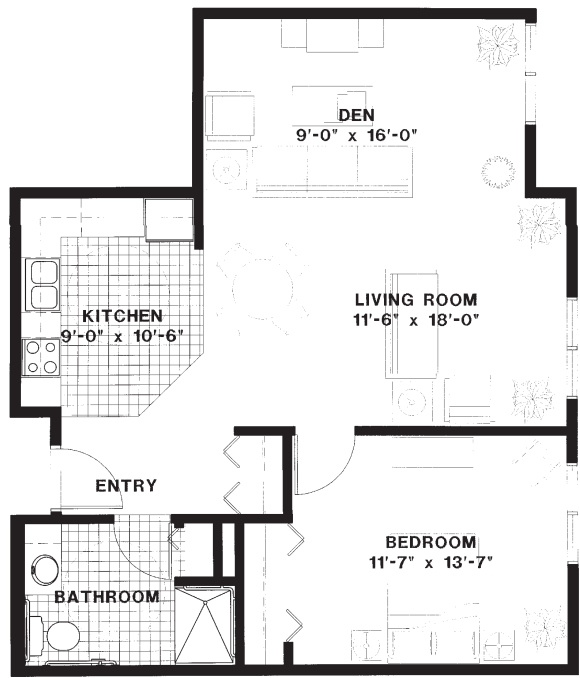 DEN
9'-0" x 16'-0"
LIVING ROOM
11'-6" x 18'-0"
KITCHEN
9'-0" x 10'-6"
ENTRY
BEDROOM
11'-7" x 13'-7"
BATHROOM